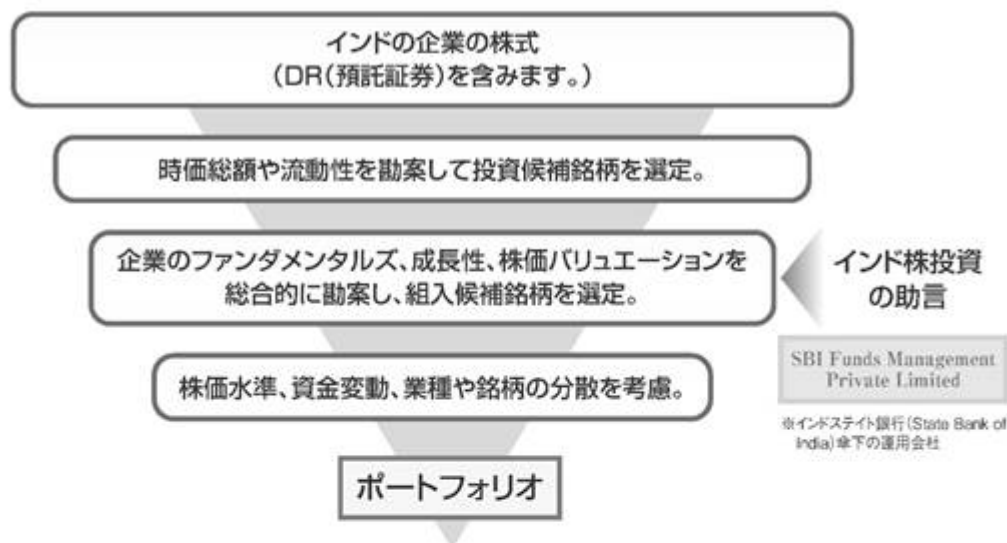 インドの企業の株式
（DR（預託証券）を含みます。）
時価総額や流動性を勘案して投資候補銘柄を選定。
企業のファンダメンタルズ、成長性、株価バリュエーションを
総合的に勘案し、組入候補銘柄を選定。
インド株投資
の助言
SBI Funds Management
Private Limited
※インドステイト銀行（State Bank of
India）傘下の運用会社
株価水準、資金変動、業種や銘柄の分散を考慮。
ポートフォリオ